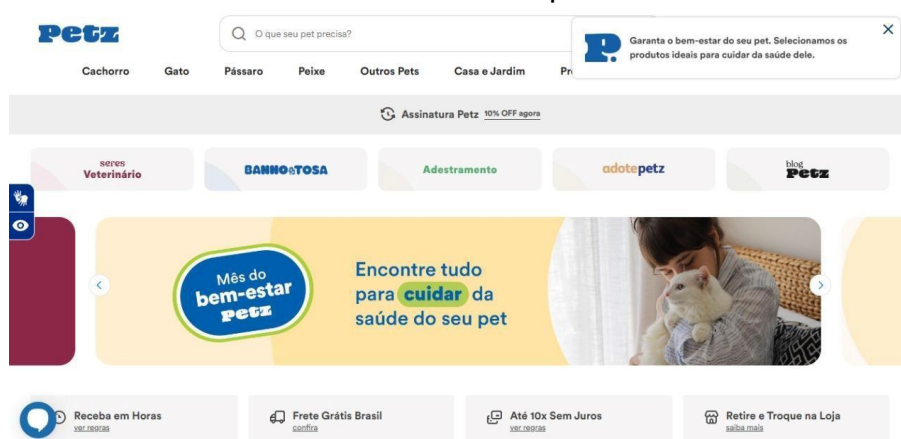 Petz
O que seu pet precisa?
Garanta o bem-estar do seu pet. Selecionamos os
produtos ideais para cuidar da saúde dele.
Cachorro Gato Pássaro Peixe Outros Pets Casa e Jardim
Assinatura Petz 10% OFF agora
seres
Veterinário
BANHO&TOSA
Adestramento
adotepetz
blog
Petz
Mês do
bem-estar
Petz
Encontre tudo
para cuidar da
saúde do seu pet
Receba em Horas
ver regras
Frete Grátis Brasil
confira
Até 10x Sem Juros
ver regras
Retire e Troque na Loja
saiba mais